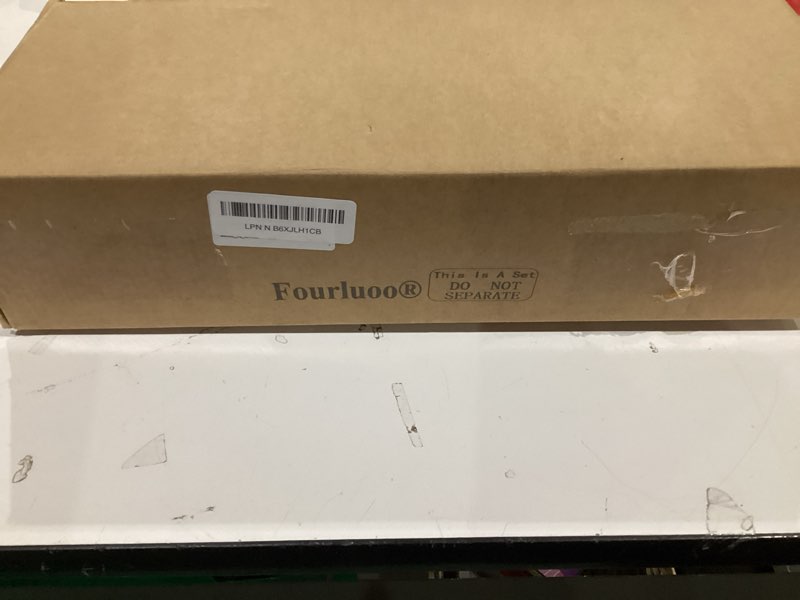 LPN N B6XJLH1CB
Fourluoo®
This Is A Set
DO NOT
SEPARATE